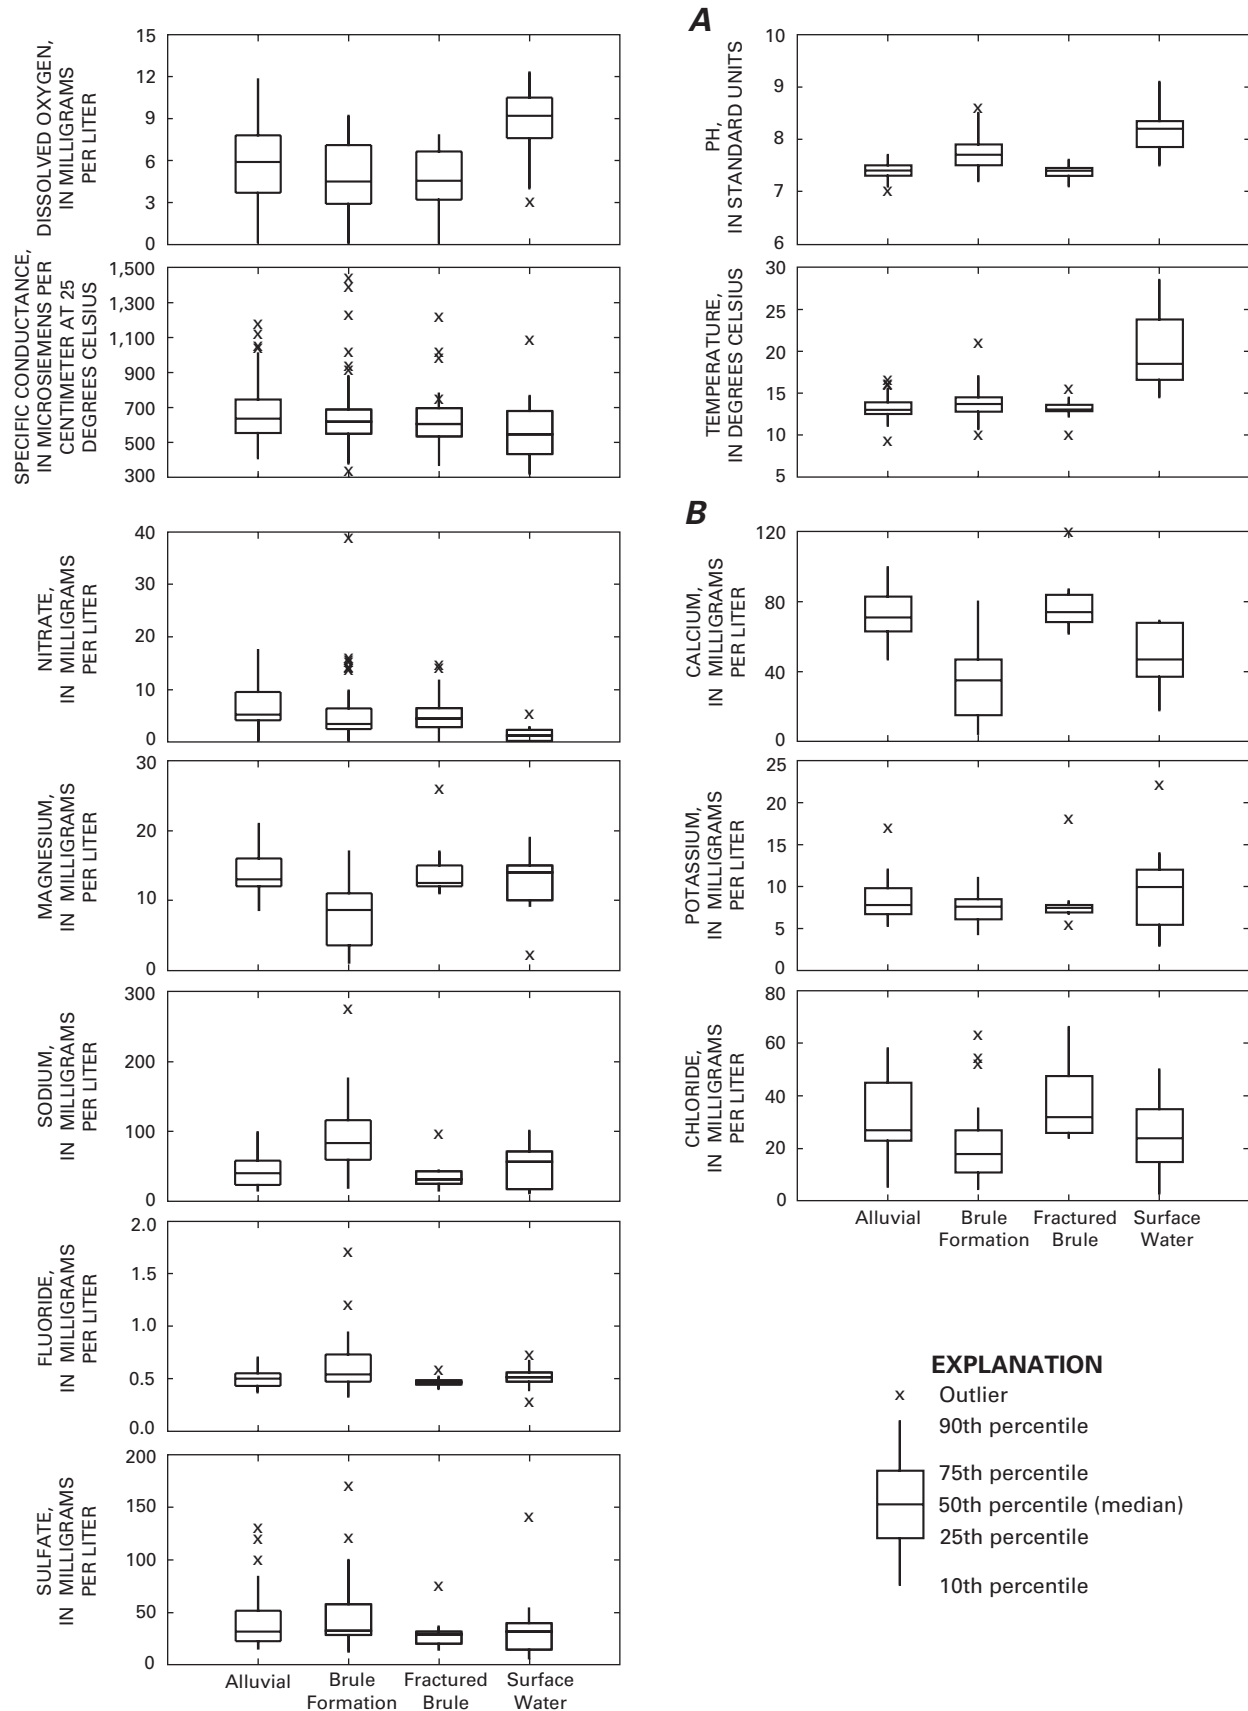 A
DISSOLVED OXYGEN,
IN MILLIGRAMS
PER LITER
15
12
9
6
3
0
PH,
IN STANDARD UNITS
10
9
8
7
6
SPECIFIC CONDUCTANCE,
IN MICROSIEMENS PER
CENTIMETER AT 25
DEGREES CELSIUS
1,500
1,300
1,100
900
700
500
300
TEMPERATURE,
IN DEGREES CELSIUS
30
25
20
15
10
5
B
NITRATE,
IN MILLIGRAMS
PER LITER
40
30
20
10
0
CALCIUM,
IN MILLIGRAMS
PER LITER
120
80
40
0
MAGNESIUM,
IN MILLIGRAMS
PER LITER
30
20
10
0
POTASSIUM,
IN MILLIGRAMS
PER LITER
25
20
15
10
5
0
SODIUM,
IN MILLIGRAMS
PER LITER
300
200
100
0
CHLORIDE,
IN MILLIGRAMS
PER LITER
80
60
40
20
0
Alluvial
Brule
Formation
Fractured
Brule
Surface
Water
FLUORIDE,
IN MILLIGRAMS
PER LITER
2.0
1.5
1.0
0.5
0.0
SULFATE,
IN MILLIGRAMS
PER LITER
200
150
100
50
0
Alluvial
Brule
Formation
Fractured
Brule
Surface
Water
EXPLANATION
x Outlier
90th percentile
75th percentile
50th percentile (median)
25th percentile
10th percentile